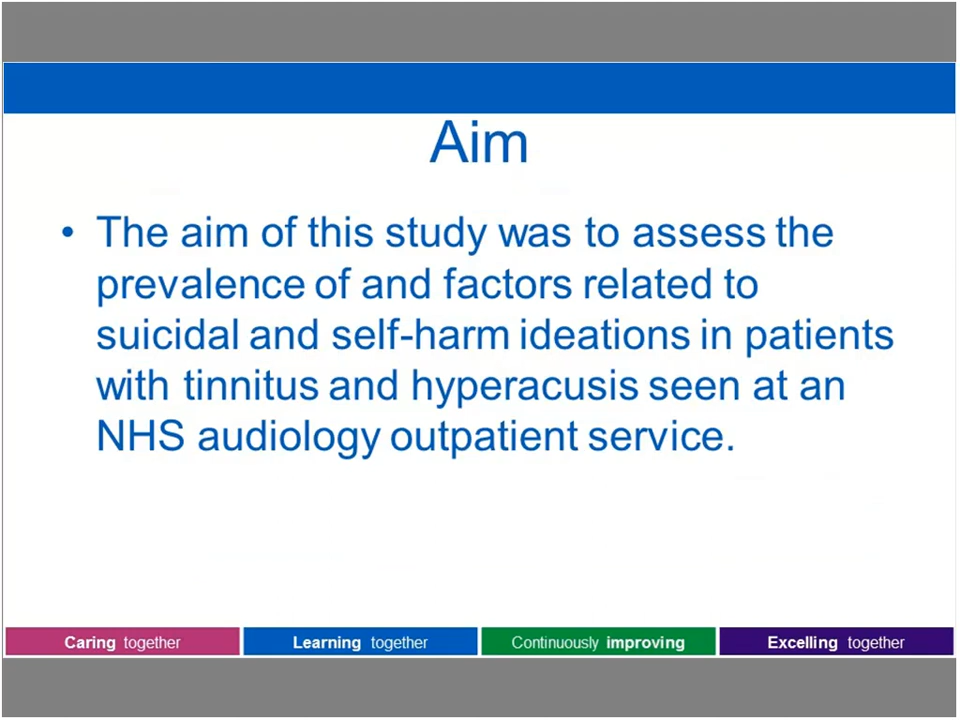 Aim
• The aim of this study was to assess the
prevalence of and factors related to
suicidal and self-harm ideations in patients
with tinnitus and hyperacusis seen at an
NHS audiology outpatient service.
Caring together
Learning together
Continuously improving
Excelling together